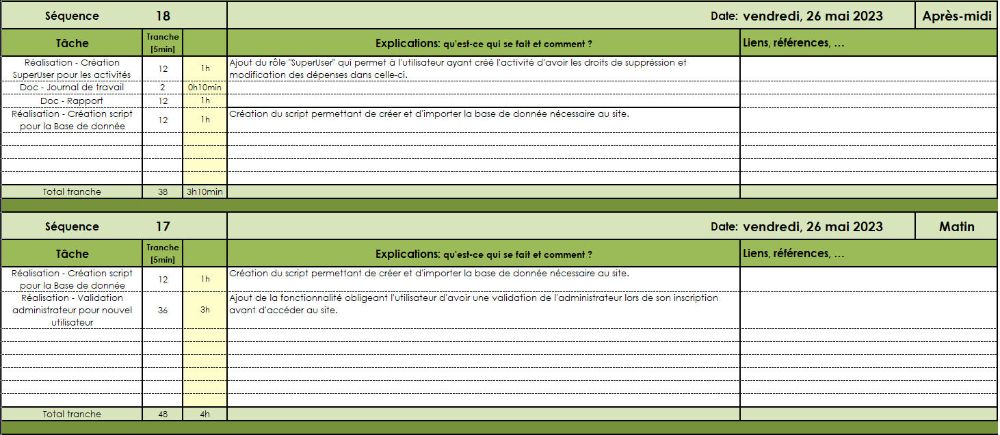 Séquence 18 Date: vendredi, 26 mai 2023 Après-midi
Tâche Tranche [5min] Explications: qu'est-ce qui se fait et comment ? Liens, références, …
Réalisation - Création
SuperUser pour les activités
12 1h
Ajout du rôle "SuperUser" qui permet à l'utilisateur ayant créé l'activité d'avoir les droits de suppréssion et
modification des dépenses dans celle-ci.
Doc - Journal de travail 2 0h10min
Doc - Rapport 12 1h
Réalisation - Création script
pour la Base de donnée
12 1h
Création du script permettant de créer et d'importer la base de donnée nécessaire au site.
Total tranche 38 3h10min
Séquence 17 Date: vendredi, 26 mai 2023 Matin
Tâche Tranche [5min] Explications: qu'est-ce qui se fait et comment ? Liens, références, …
Réalisation - Création script
pour la Base de donnée
12 1h
Création du script permettant de créer et d'importer la base de donnée nécessaire au site.
Réalisation - Validation
administrateur pour nouvel
utilisateur
36 3h
Ajout de la fonctionnalité obligeant l'utilisateur d'avoir une validation de l'administrateur lors de son inscription
avant d'accéder au site.
Total tranche 48 4h